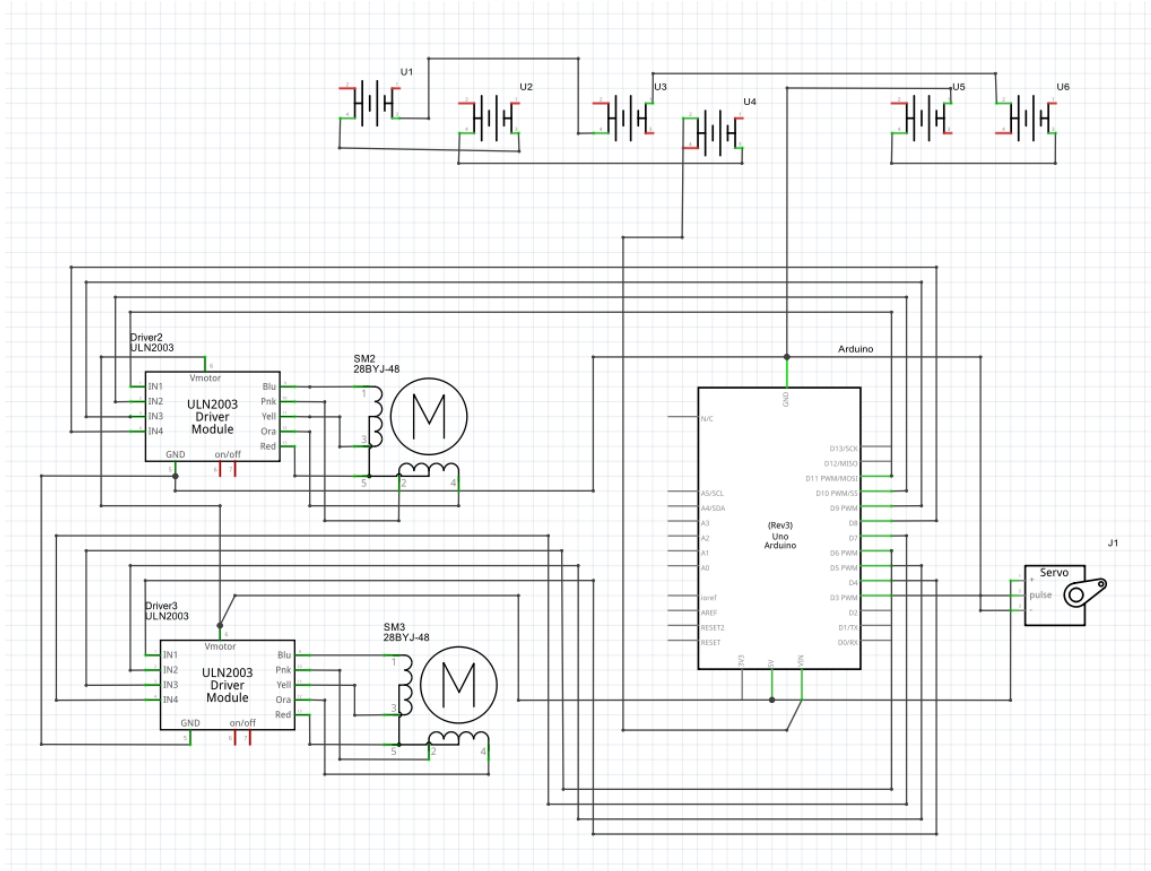 U1
U2
U3
U4
U5
U6
Driver2
ULN2003
Vmotor
IN1
IN2
IN3
IN4
ULN2003
Driver
Module
Blu
Pnk
Yell
Ora
Red
GND
on/off
SM2
28BYJ-48
1
3
5
2
4
M
Arduino
GND
N/C
D13/SCK
D12/MISO
D11 PWM/MOSI
D10 PWM/SS
D9 PWM
D8
D7
D6 PWM
D5 PWM
D4
D3 PWM
D2
D1/TX
D0/RX
A5/SCL
A4/SDA
A3
A2
A1
A0
ioref
AREF
RESET2
RESET
(Rev3)
Uno
Arduino
3V3
5V
VIN
J1
Servo
+
pulse
-
Driver3
ULN2003
Vmotor
IN1
IN2
IN3
IN4
ULN2003
Driver
Module
Blu
Pnk
Yell
Ora
Red
GND
on/off
SM3
28BYJ-48
1
3
5
2
4
M